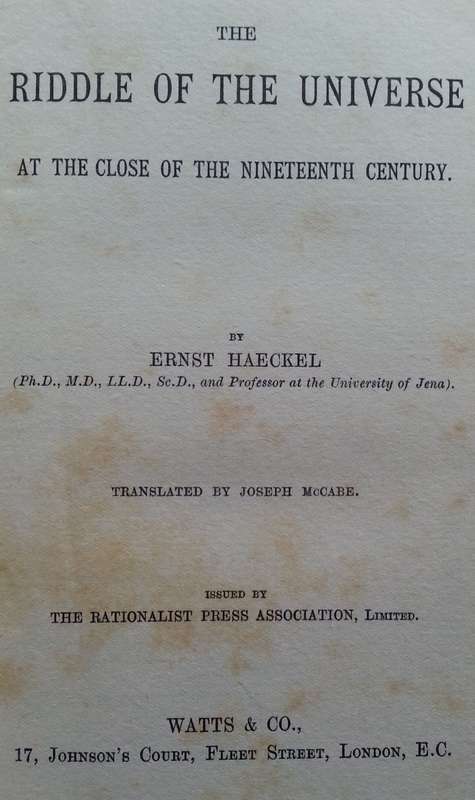 THE
RIDDLE OF THE UNIVERSE
AT THE CLOSE OF THE NINETEENTH CENTURY.
BY
ERNST HAECKEL
(Ph.D., M.D., LL.D., Sc.D., and Professor at the University of Jena).
TRANSLATED BY JOSEPH McCABE.
ISSUED BY
THE RATIONALIST PRESS ASSOCIATION, LIMITED.
WATTS & CO.,
17, JOHNSON'S COURT, FLEET STREET, LONDON, E.C.